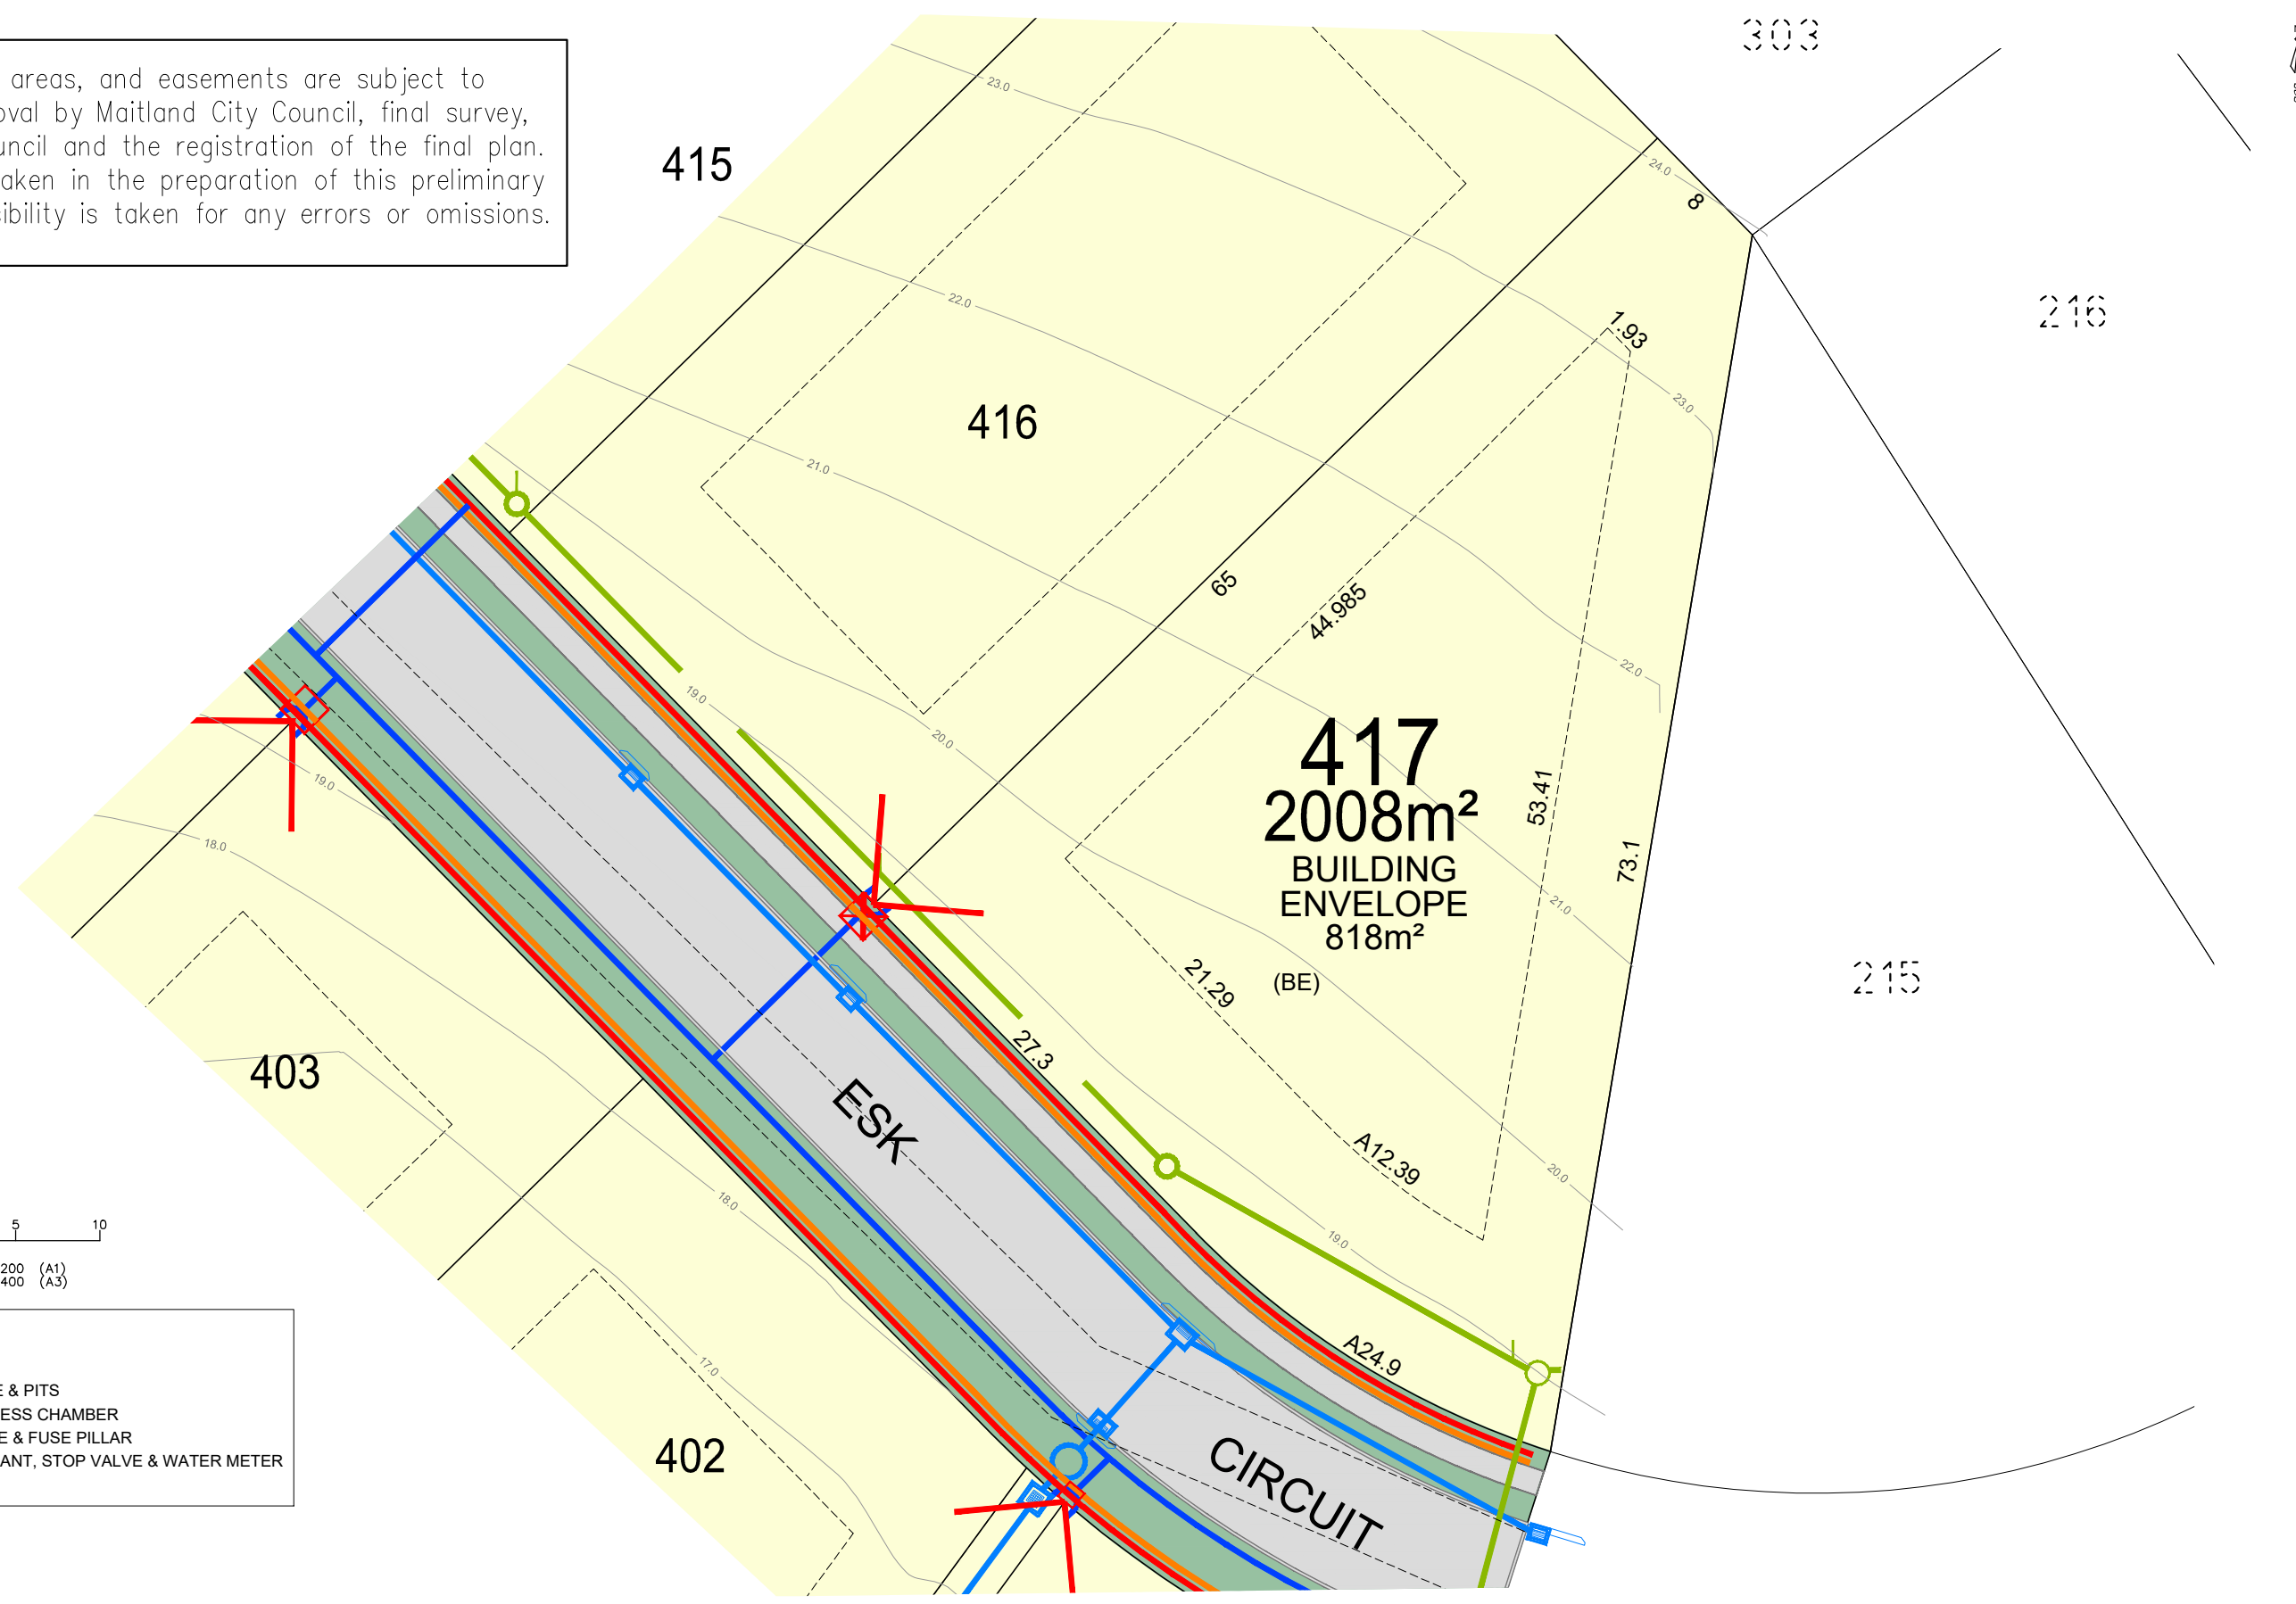 areas, and easements are subject to
oval by Maitland City Council, final survey,
uncil and the registration of the final plan.
taken in the preparation of this preliminary
sibility is taken for any errors or omissions.
303
415
23.0
24.0
8
216
22.0
1.93
416
23.0
21.0
65
44.985
22.0
19.0
417
2008m²
BUILDING
ENVELOPE
818m²
(BE)
20.0
53.41
73.1
19.0
18.0
21.0
21.29
215
27.3
403
ESK
A12.39
20.0
18.0
19.0
5 10
200 (A1)
400 (A3)
A24.9
17.0
E & PITS
ESS CHAMBER
E & FUSE PILLAR
ANT, STOP VALVE & WATER METER
402
CIRCUIT